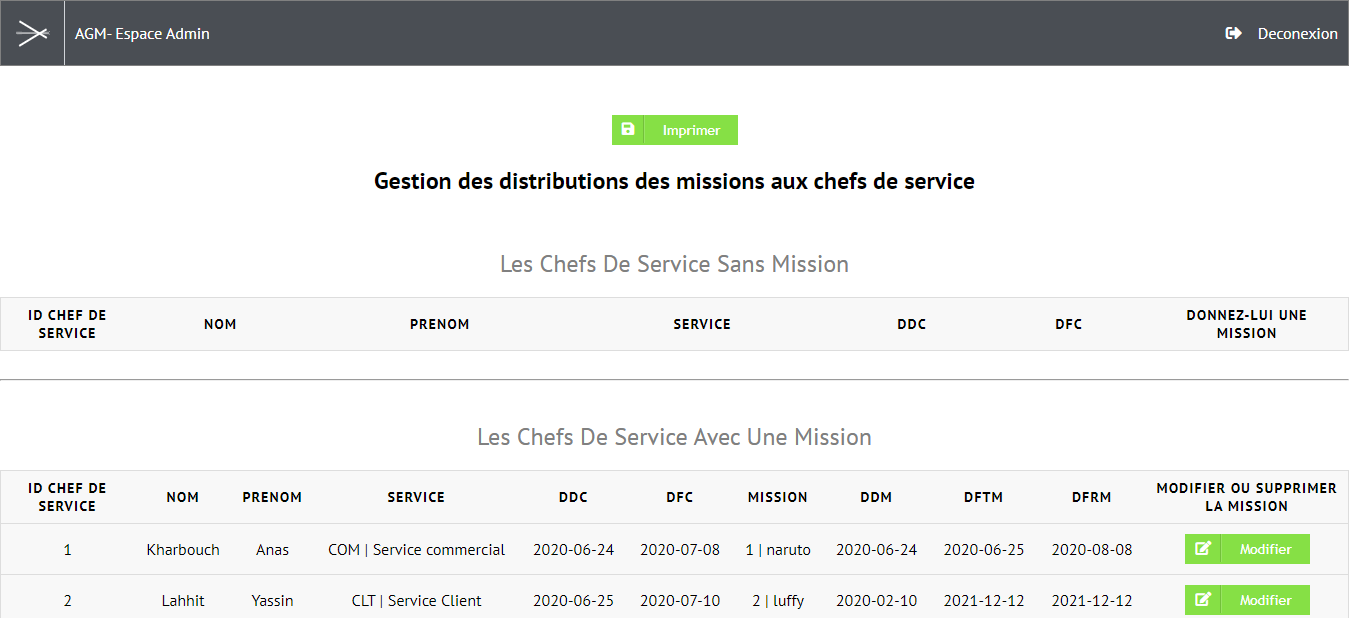 AGM- Espace Admin Deconexion
Imprimer
Gestion des distributions des missions aux chefs de service
Les Chefs De Service Sans Mission
ID CHEF DE SERVICE NOM PRENOM SERVICE DDC DFC DONNEZ-LUI UNE MISSION
Les Chefs De Service Avec Une Mission
ID CHEF DE SERVICE NOM PRENOM SERVICE DDC DFC MISSION DDM DFTM DFRM MODIFIER OU SUPPRIMER LA MISSION
1 Kharbouch Anas COM | Service commercial 2020-06-24 2020-07-08 1 | naruto 2020-06-24 2020-06-25 2020-08-08 Modifier
2 Lahhit Yassin CLT | Service Client 2020-06-25 2020-07-10 2 | luffy 2020-02-10 2021-12-12 2021-12-12 Modifier